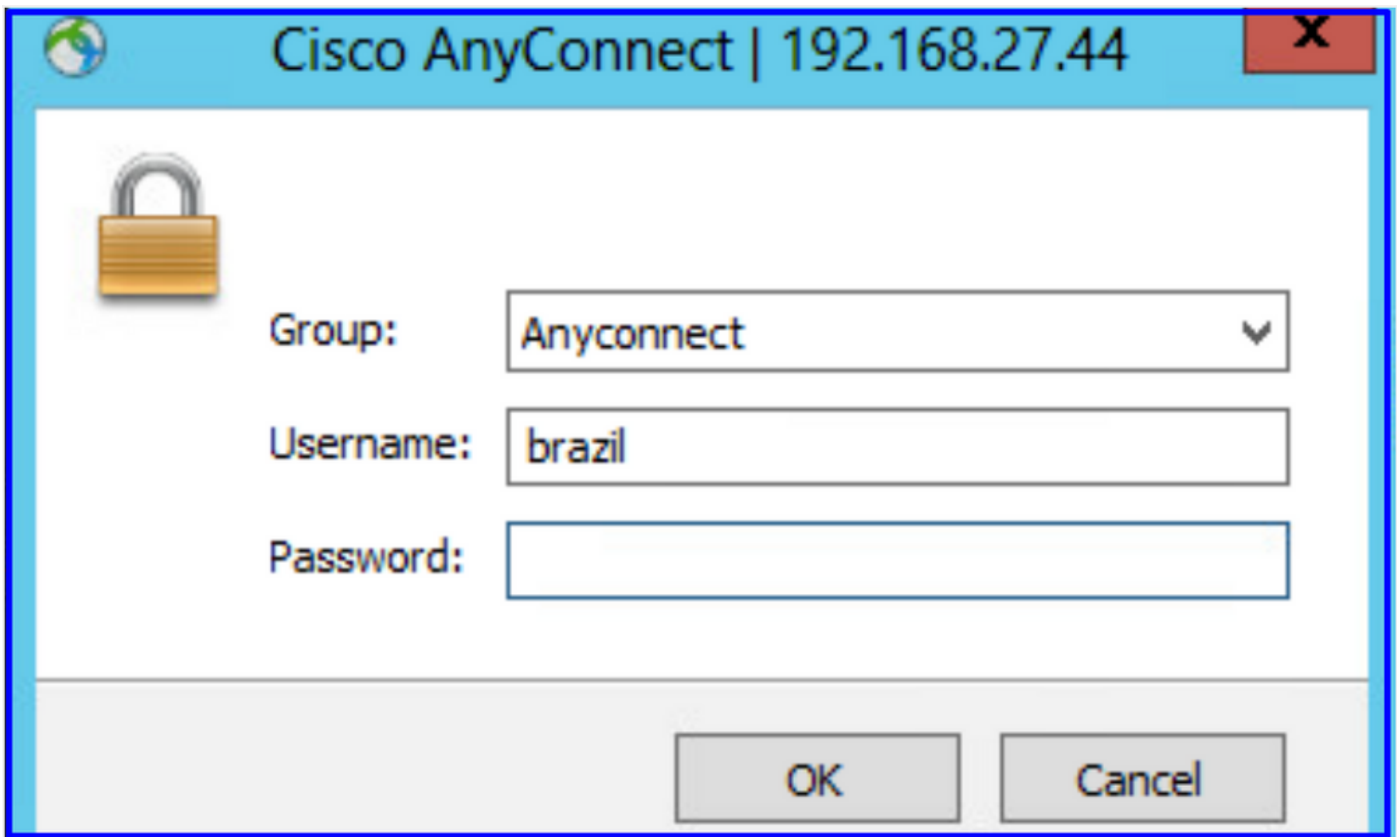 Cisco AnyConnect | 192.168.27.44
X
Group: Anyconnect
Username: brazil
Password:
OK Cancel